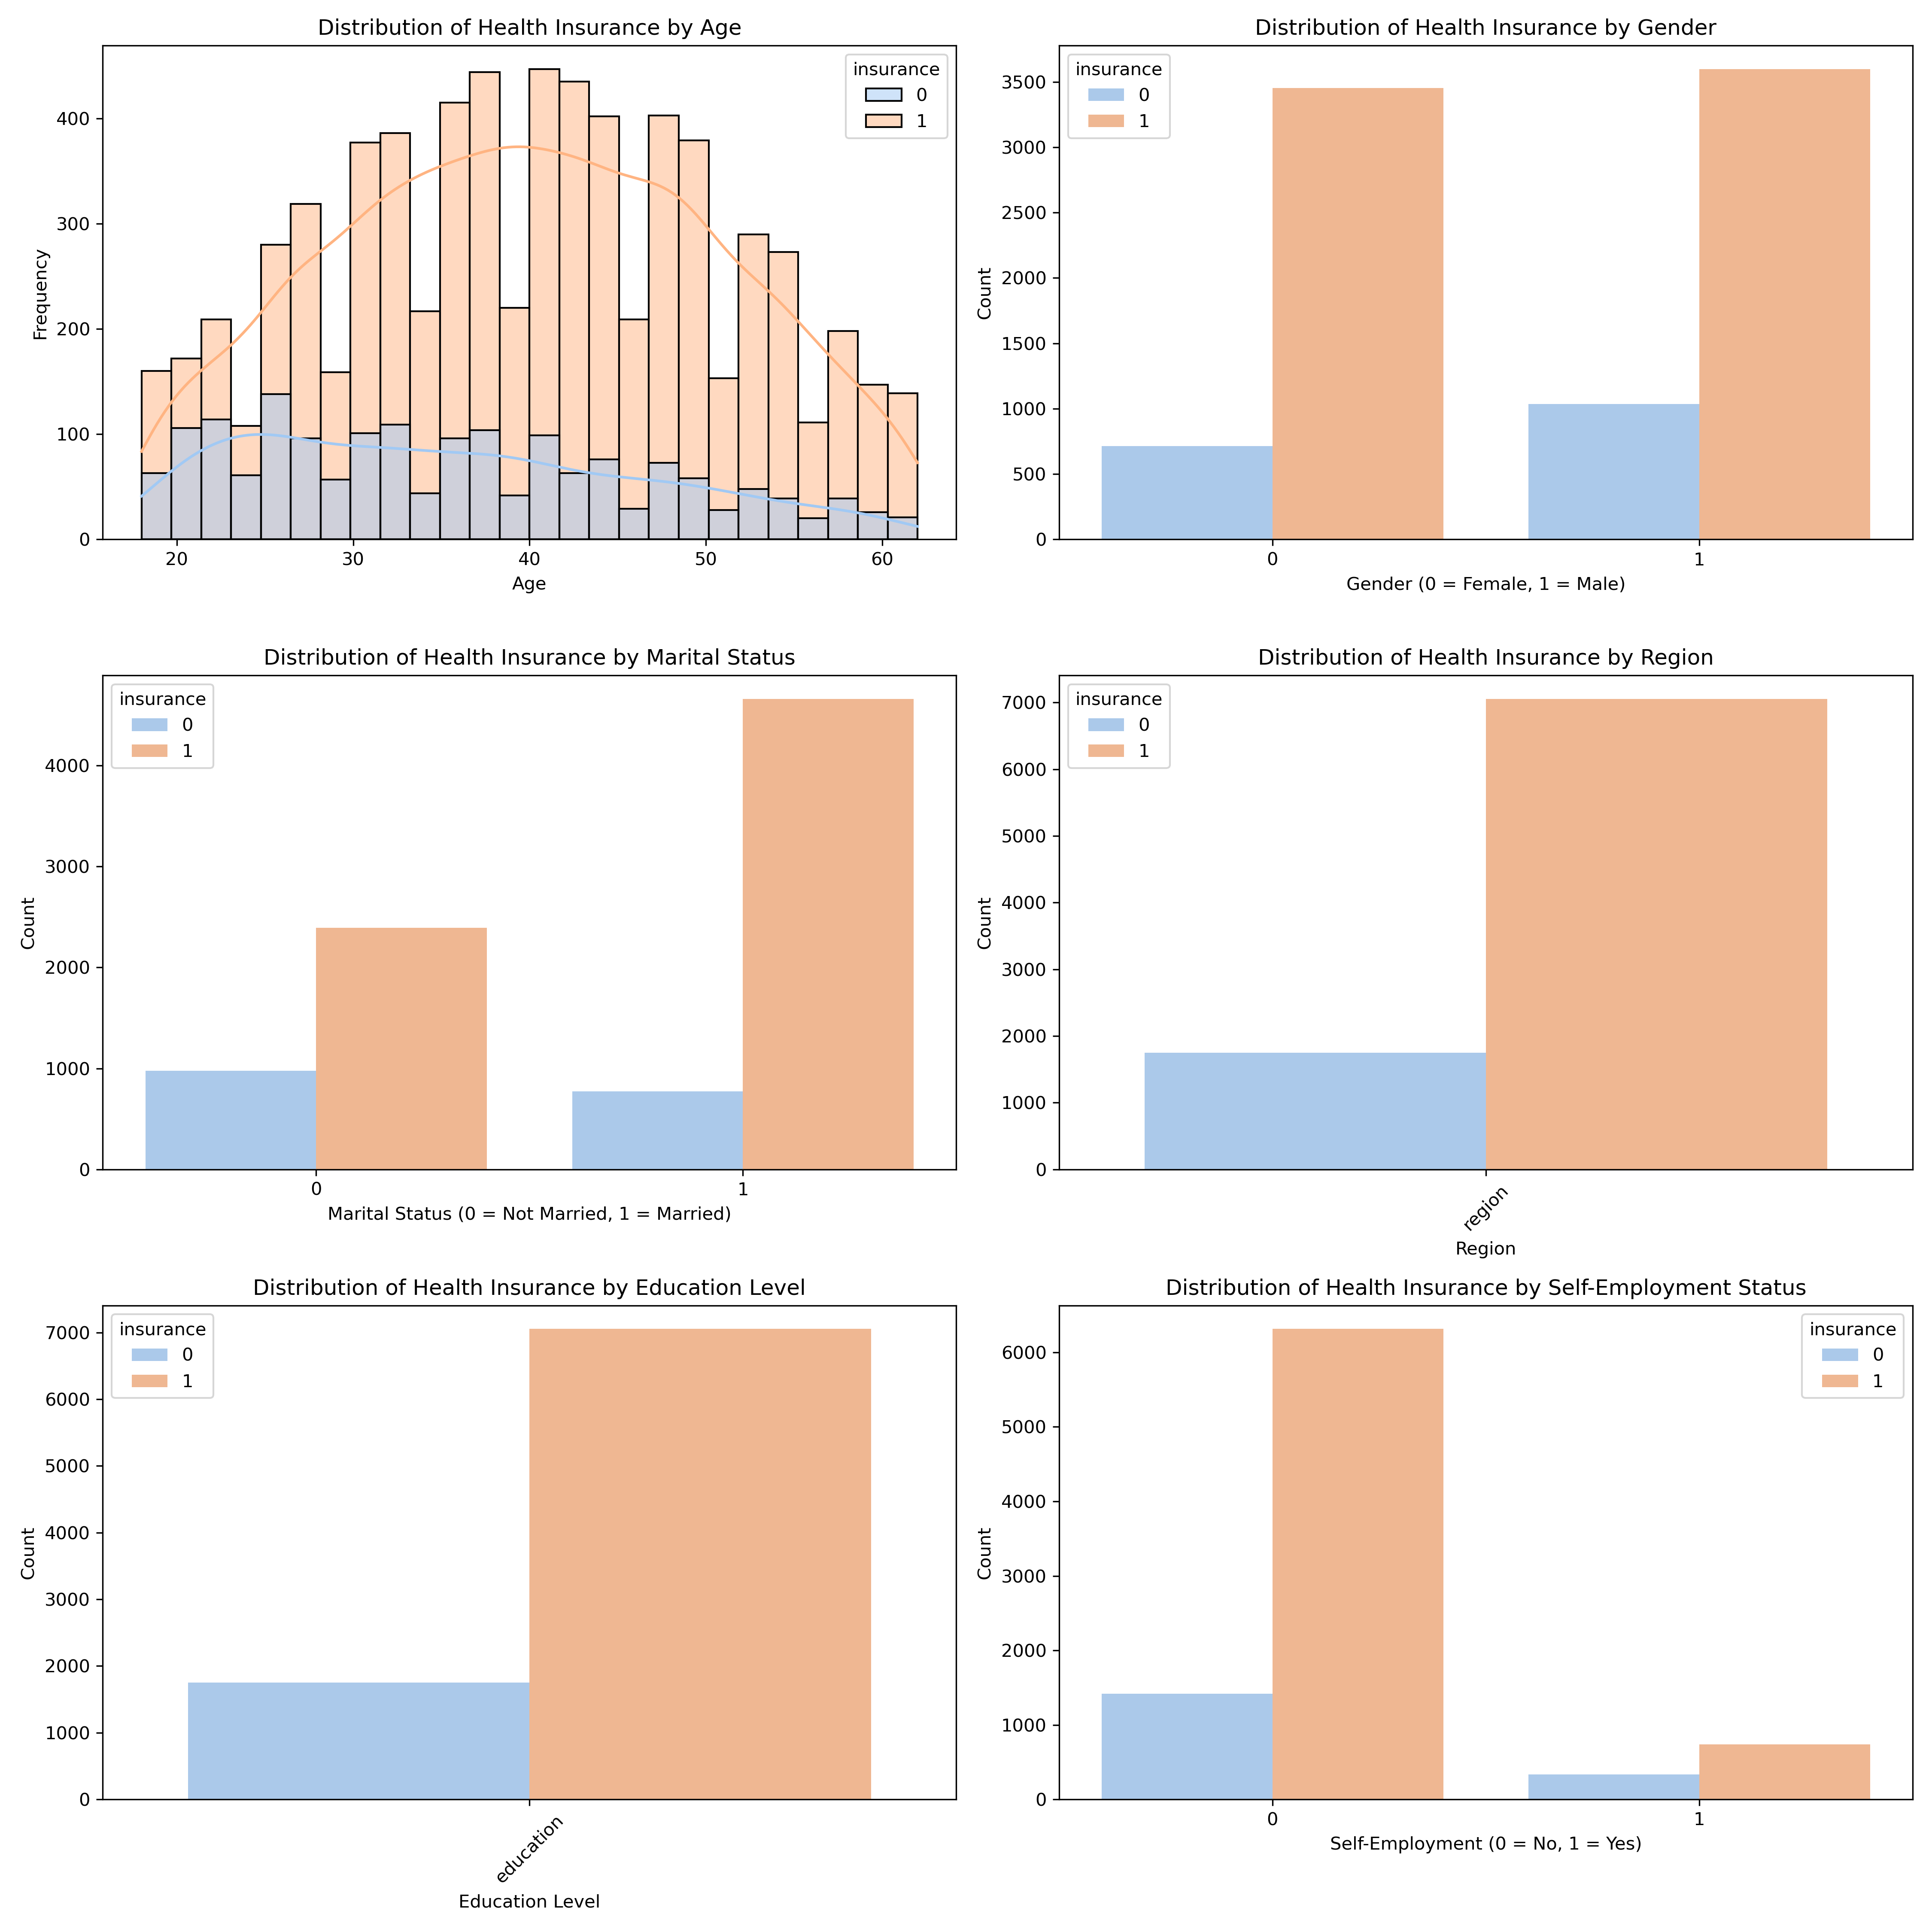 Distribution of Health Insurance by Age
insurance
0
1
400
300
200
100
0
Frequency
20 30 40 50 60
Age
Distribution of Health Insurance by Gender
insurance
0
1
3500
3000
2500
2000
1500
1000
500
0
Count
0 1
Gender (0 = Female, 1 = Male)
Distribution of Health Insurance by Marital Status
insurance
0
1
4000
3000
2000
1000
0
Count
0 1
Marital Status (0 = Not Married, 1 = Married)
Distribution of Health Insurance by Region
insurance
0
1
7000
6000
5000
4000
3000
2000
1000
0
Count
region
Region
Distribution of Health Insurance by Education Level
insurance
0
1
7000
6000
5000
4000
3000
2000
1000
0
Count
education
Education Level
Distribution of Health Insurance by Self-Employment Status
insurance
0
1
6000
5000
4000
3000
2000
1000
0
Count
0 1
Self-Employment (0 = No, 1 = Yes)